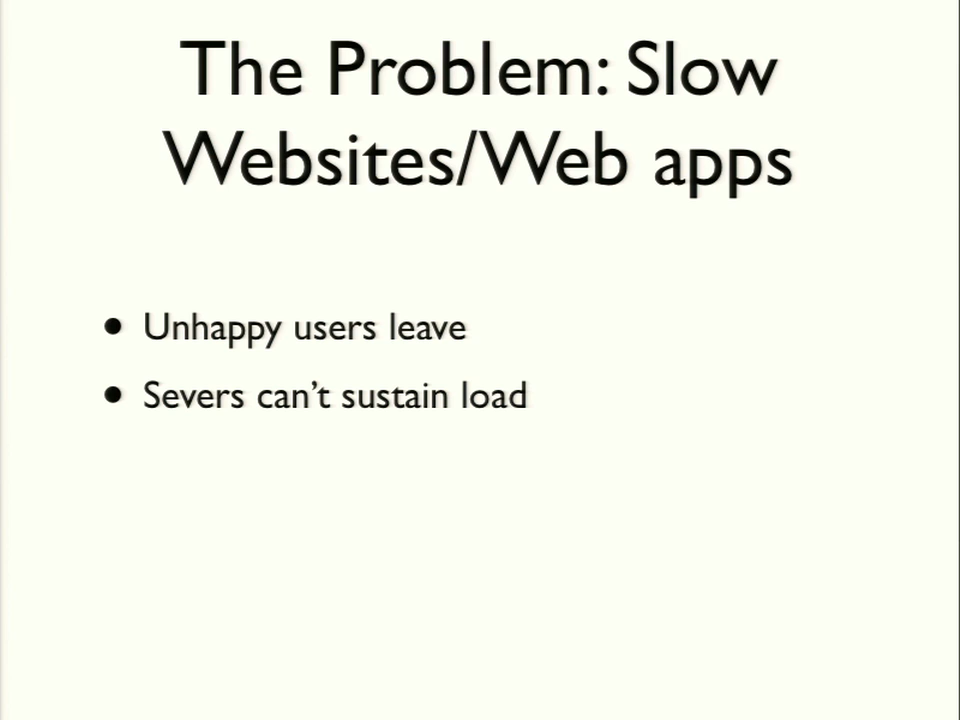 The Problem: Slow
Websites/Web apps
• Unhappy users leave
• Severs can’t sustain load